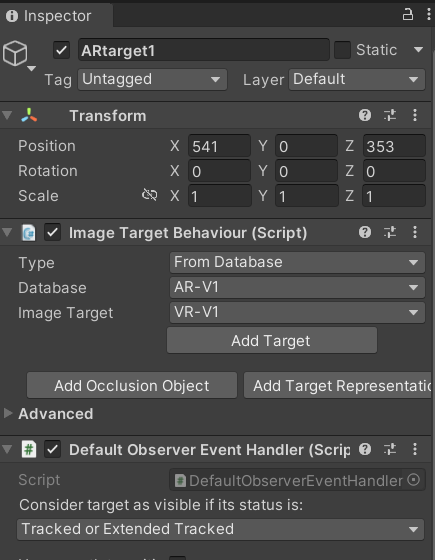 Inspector
ARtarget1 Static
Tag Untagged Layer Default
Transform
Position X 541 Y 0 Z 353
Rotation X 0 Y 0 Z 0
Scale X 1 Y 1 Z 1
Image Target Behaviour (Script)
Type From Database
Database AR-V1
Image Target VR-V1
Add Target
Add Occlusion Object Add Target Representatio
Advanced
# Default Observer Event Handler (Scrip
Script # DefaultObserverEventHandler
Consider target as visible if its status is:
Tracked or Extended Tracked